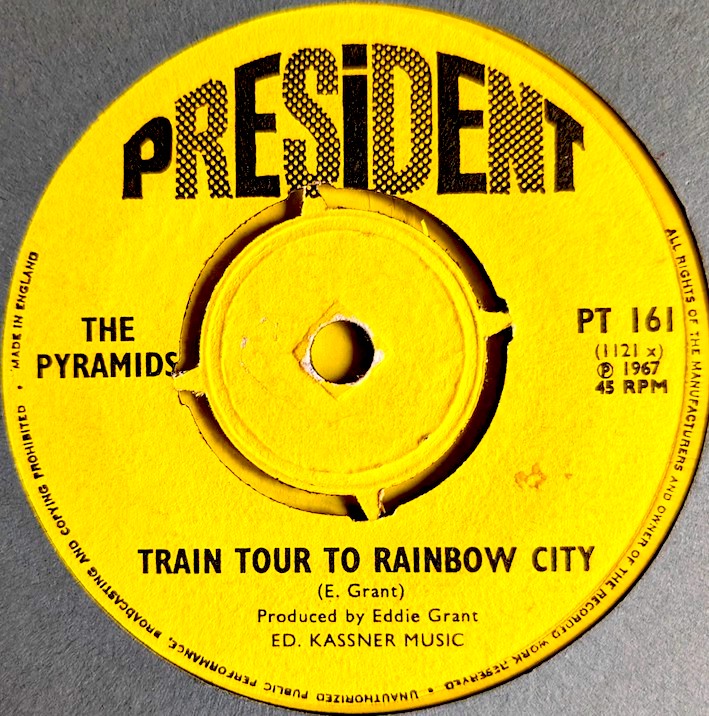 PRESiDENT
THE
PYRAMIDS
PT 161
(1121 x)
℗ 1967
45 RPM
TRAIN TOUR TO RAINBOW CITY
(E. Grant)
Produced by Eddie Grant
ED. KASSNER MUSIC
ALL RIGHTS OF THE MANUFACTURERS AND OWNER OF THE RECORDED WORK RESERVED • UNAUTHORIZED PUBLIC PERFORMANCE, BROADCASTING AND COPYING PROHIBITED • MADE IN ENGLAND